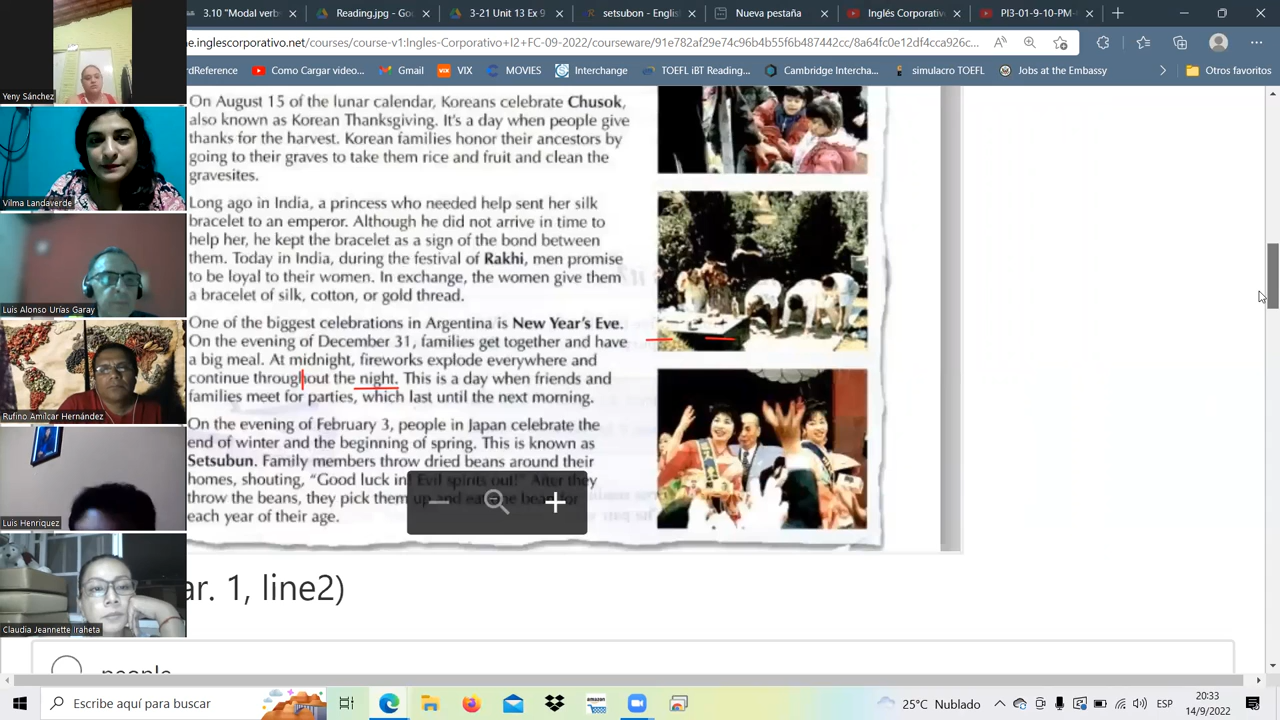 3.10 "Modal verb
Reading.jpg - Goo
3-21 Unit 13 Ex 9
setsubon - Englis
Nueva pestaña
Inglés Corporativo
PI3-01-9-10-PM-
e.inglescorporativo.net/courses/course-v1:Ingles-Corporativo+I2+FC-09-2022/courseware/91e782af29e74c96b4b55f6b487442cc/8a64fc0e12df4cca926c...
rdReference
Como Cargar video...
Gmail
VIX
MOVIES
Interchange
TOEFL iBT Reading...
Cambridge Intercha...
simulacro TOEFL
Jobs at the Embassy
Otros favoritos
Yeny Sánchez
Vilma Landaverde
Luis Alonso Urías Garay
Rufino Amílcar Hernández
Luis Henriquez
Claudia Jeannette Iraheta
On August 15 of the lunar calendar, Koreans celebrate Chusok,
also known as Korean Thanksgiving. It's a day when people give
thanks for the harvest. Korean families honor their ancestors by
going to their graves to take them rice and fruit and clean the
gravesites.
Long ago in India, a princess who needed help sent her silk
bracelet to an emperor. Although he did not arrive in time to
help her, he kept the bracelet as a sign of the bond between
them. Today in India, during the festival of Rakhi, men promise
to be loyal to their women. In exchange, the women give them
a bracelet of silk, cotton, or gold thread.
One of the biggest celebrations in Argentina is New Year's Eve.
On the evening of December 31, families get together and have
a big meal. At midnight, fireworks explode everywhere and
continue throughout the night. This is a day when friends and
families meet for parties, which last until the next morning.
On the evening of February 3, people in Japan celebrate the
end of winter and the beginning of spring. This is known as
Setsubun. Family members throw dried beans around their
homes, shouting, "Good luck in! Evil spirits out!" After they
throw the beans, they pick them up and eat one bean for
each year of their age.
ar. 1, line2)
people
Escribe aquí para buscar
25°C Nublado
ESP
20:33
14/9/2022